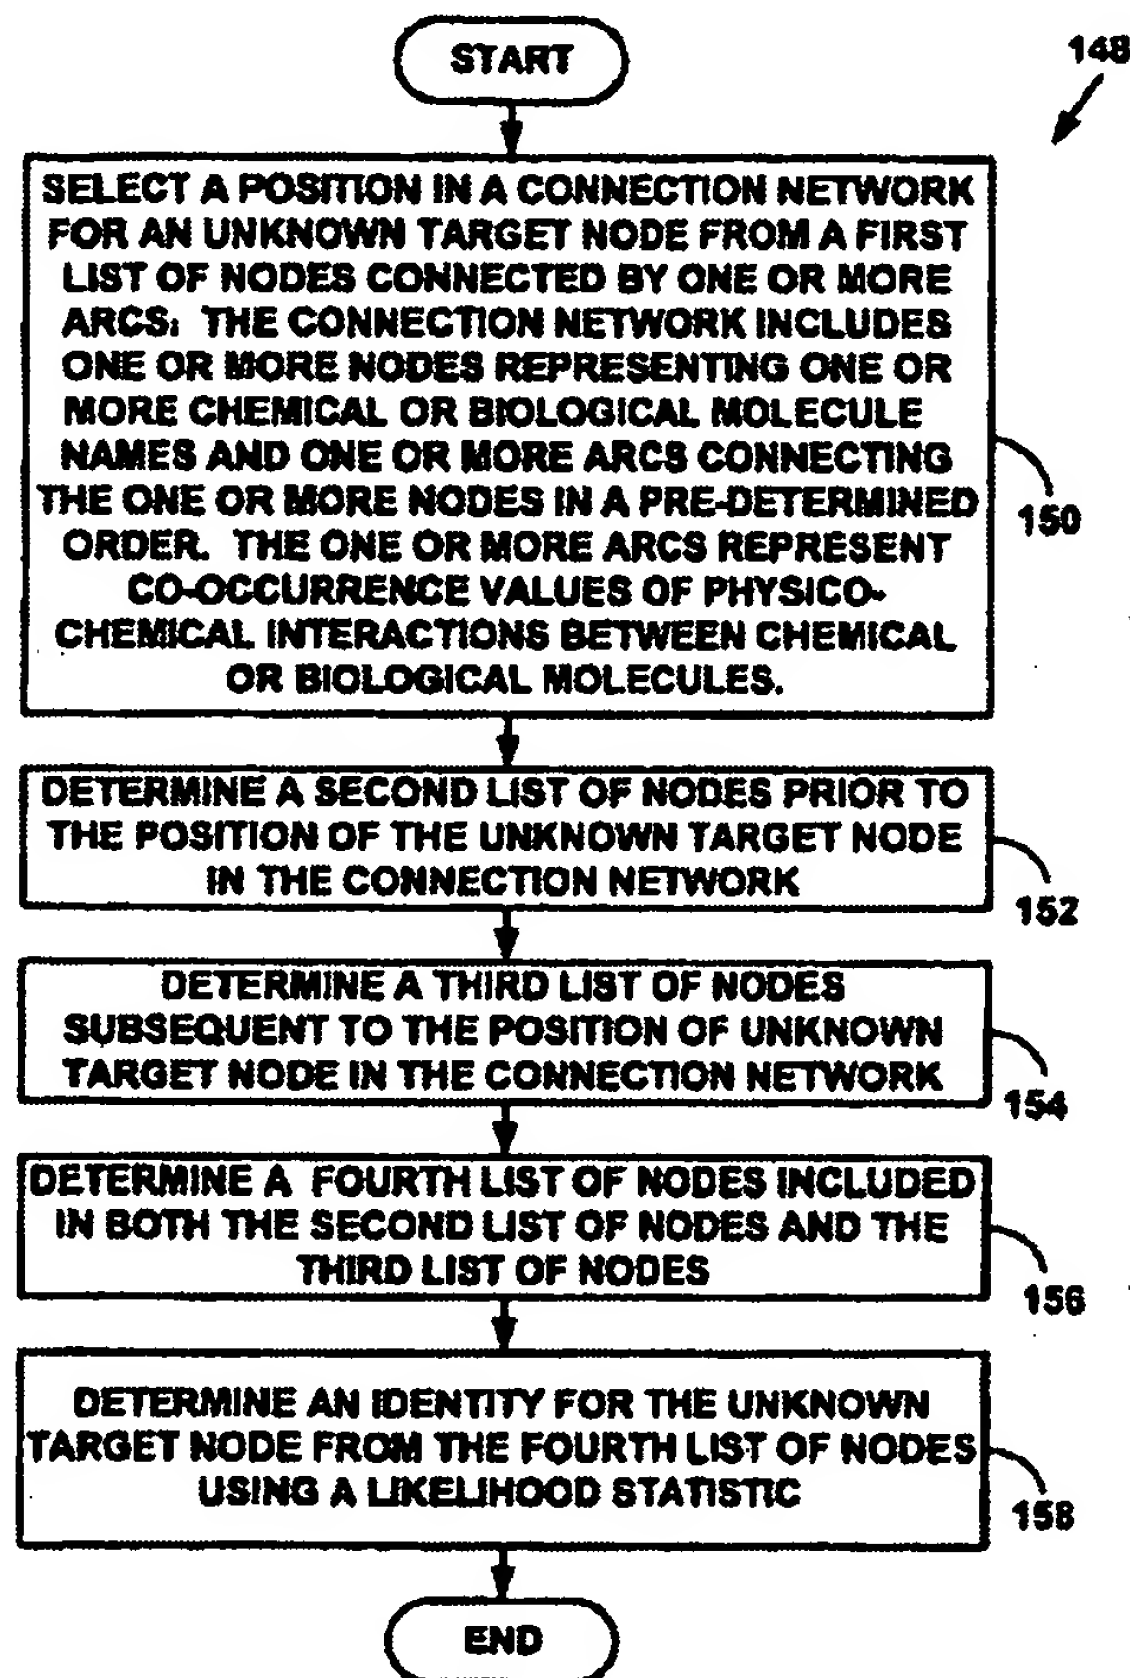 START
148
SELECT A POSITION IN A CONNECTION NETWORK
FOR AN UNKNOWN TARGET NODE FROM A FIRST
LIST OF NODES CONNECTED BY ONE OR MORE
ARCS. THE CONNECTION NETWORK INCLUDES
ONE OR MORE NODES REPRESENTING ONE OR
MORE CHEMICAL OR BIOLOGICAL MOLECULE
NAMES AND ONE OR MORE ARCS CONNECTING
THE ONE OR MORE NODES IN A PRE-DETERMINED
ORDER. THE ONE OR MORE ARCS REPRESENT
CO-OCCURRENCE VALUES OF PHYSICO-
CHEMICAL INTERACTIONS BETWEEN CHEMICAL
OR BIOLOGICAL MOLECULES.
150
DETERMINE A SECOND LIST OF NODES PRIOR TO
THE POSITION OF THE UNKNOWN TARGET NODE
IN THE CONNECTION NETWORK
152
DETERMINE A THIRD LIST OF NODES
SUBSEQUENT TO THE POSITION OF UNKNOWN
TARGET NODE IN THE CONNECTION NETWORK
154
DETERMINE A FOURTH LIST OF NODES INCLUDED
IN BOTH THE SECOND LIST OF NODES AND THE
THIRD LIST OF NODES
156
DETERMINE AN IDENTITY FOR THE UNKNOWN
TARGET NODE FROM THE FOURTH LIST OF NODES
USING A LIKELIHOOD STATISTIC
158
END